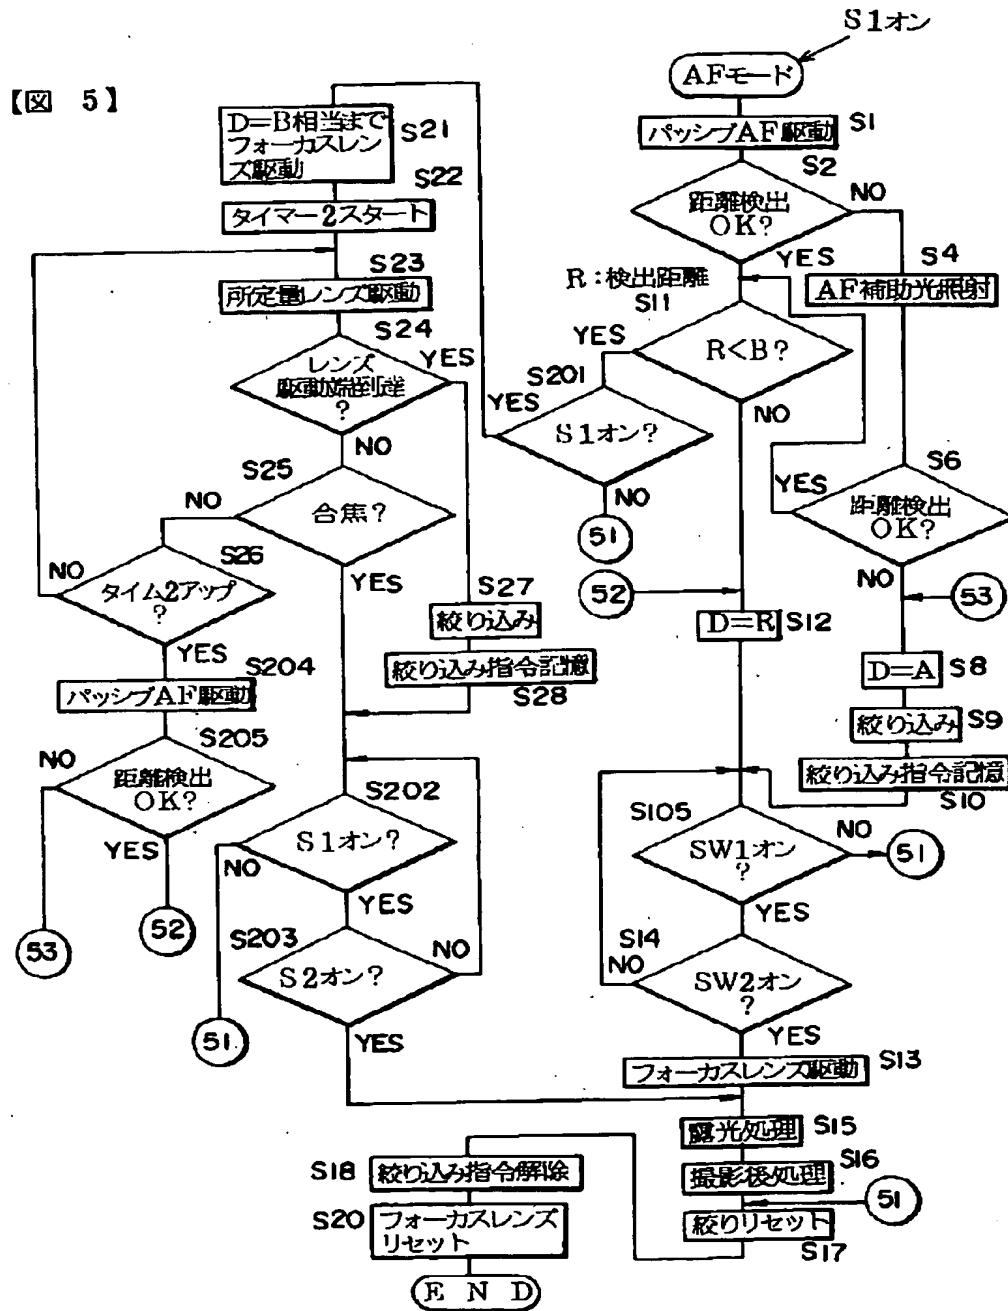 【図 5】
S1オン
AFモード
パッシブAF駆動 S1
S2
距離検出
OK?
NO
YES
S4
AF補助光照射
R:検出距離
S11
R<B?
YES
NO
S201
S1オン?
YES
NO
51
S6
距離検出
OK?
YES
NO
53
52
D=R S12
D=A S8
絞り込み S9
絞り込み指令記憶
S10
S105
SW1オン
?
NO
51
YES
S14
SW2オン
?
NO
YES
フォーカスレンズ駆動 S13
露光処理 S15
S16
撮影後処理
51
絞りリセット
S17
D=B相当まで
フォーカスレン
ズ駆動
S21
S22
タイマー2スタート
S23
所定量レンズ駆動
S24
レンズ
駆動端到達
?
YES
NO
S25
合焦?
NO
YES
S26
タイム2アップ
?
NO
YES
S27
絞り込み
絞り込み指令記憶
S28
S204
パッシブAF駆動
S205
距離検出
OK?
NO
YES
53
52
S202
S1オン?
NO
YES
S203
S2オン?
NO
YES
51
S18 絞り込み指令解除
S20 フォーカスレンズ
リセット
END